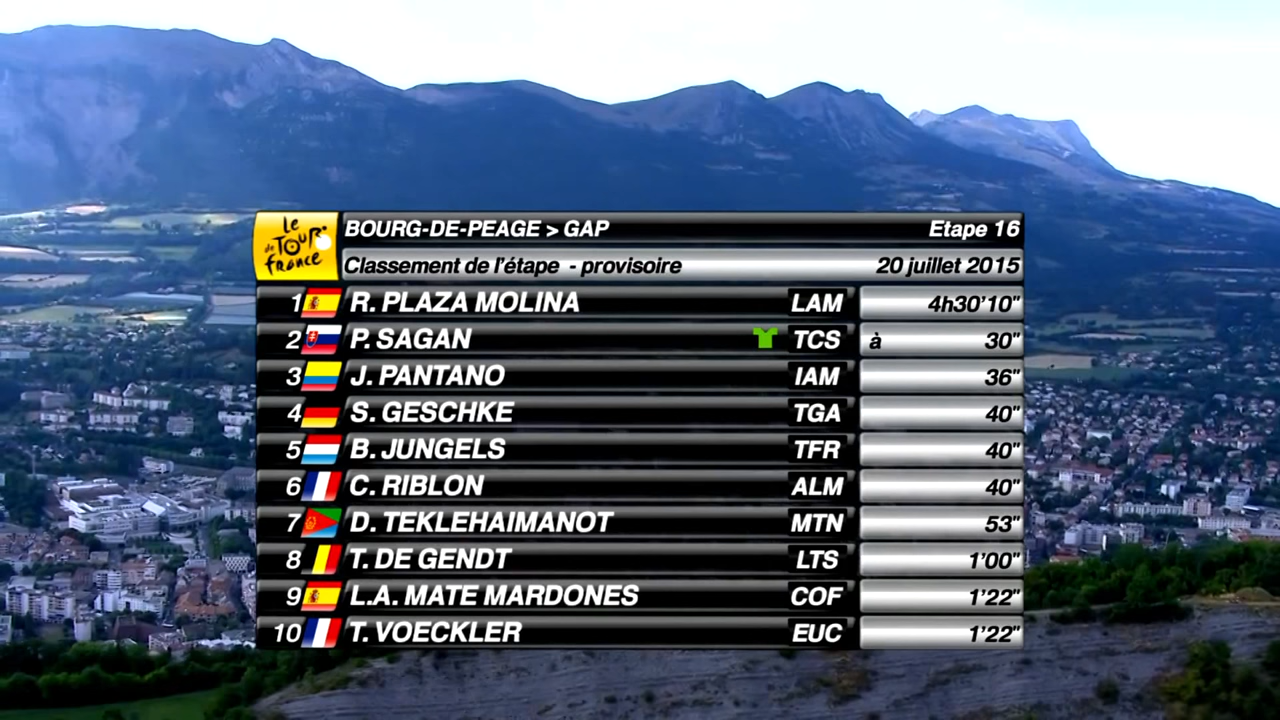 le
de TOUR
france
BOURG-DE-PEAGE > GAP Etape 16
Classement de l'étape - provisoire 20 juillet 2015
1 R. PLAZA MOLINA LAM 4h30'10"
2 P. SAGAN TCS à 30"
3 J. PANTANO IAM 36"
4 S. GESCHKE TGA 40"
5 B. JUNGELS TFR 40"
6 C. RIBLON ALM 40"
7 D. TEKLEHAIMANOT MTN 53"
8 T. DE GENDT LTS 1'00"
9 L.A. MATE MARDONES COF 1'22"
10 T. VOECKLER EUC 1'22"